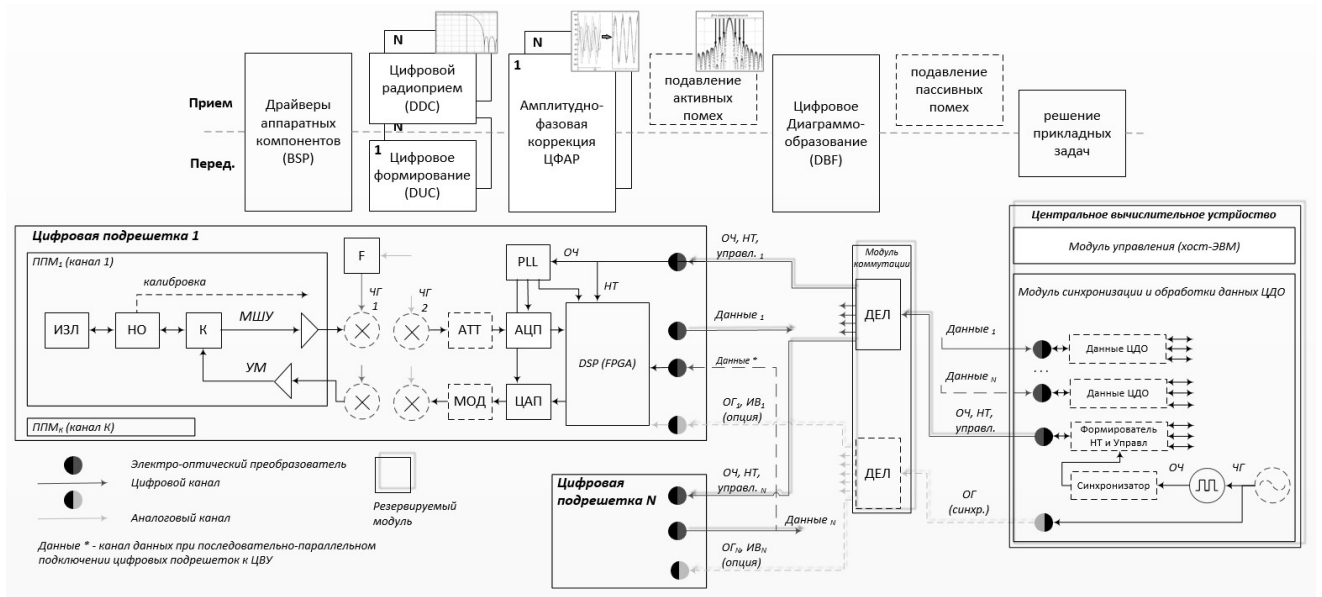 N
N
подавление
активных
помех
подавление
пассивных
помех
Прием
Перед.
Драйверы
аппаратных
компонентов
(BSP)
Цифровой
радиоприем
(DDC)
N
1
Цифровое
формирование
(DUC)
1
Амплитудно-
фазовая
коррекция
ЦФАР
Цифровое
Диаграммо-
образование
(DBF)
решение
прикладных
задач
Цифровая подрешетка 1
ППМ1 (канал 1)
калибровка
ИЗЛ
НО
К
МШУ
УМ
ППМK (канал К)
F
ЧГ
1
ЧГ
2
АТТ
МОД
PLL
АЦП
ЦАП
ОЧ
НТ
DSP (FPGA)
ОЧ, НТ,
управл. 1
Данные 1
Данные *
ОГ1, ИВ1
(опция)
Модуль
коммутации
ДЕЛ
ДЕЛ
Цифровая
подрешетка N
ОЧ, НТ,
управл. N
Данные N
ОГN, ИВN
(опция)
Центральное вычислительное устрйоство
Модуль управления (хост-ЭВМ)
Модуль синхронизации и обработки данных ЦДО
Данные 1
Данные ЦДО
...
Данные N
Данные ЦДО
ОЧ, НТ,
управл.
Формирователь
НТ и Управл
Синхронизатор
ОЧ
ЧГ
ОГ
(синхр.)
Электро-оптический преобразователь
Цифровой канал
Аналоговый канал
Резервируемый
модуль
Данные * - канал данных при последовательно-параллельном
подключении цифровых подрешеток к ЦВУ